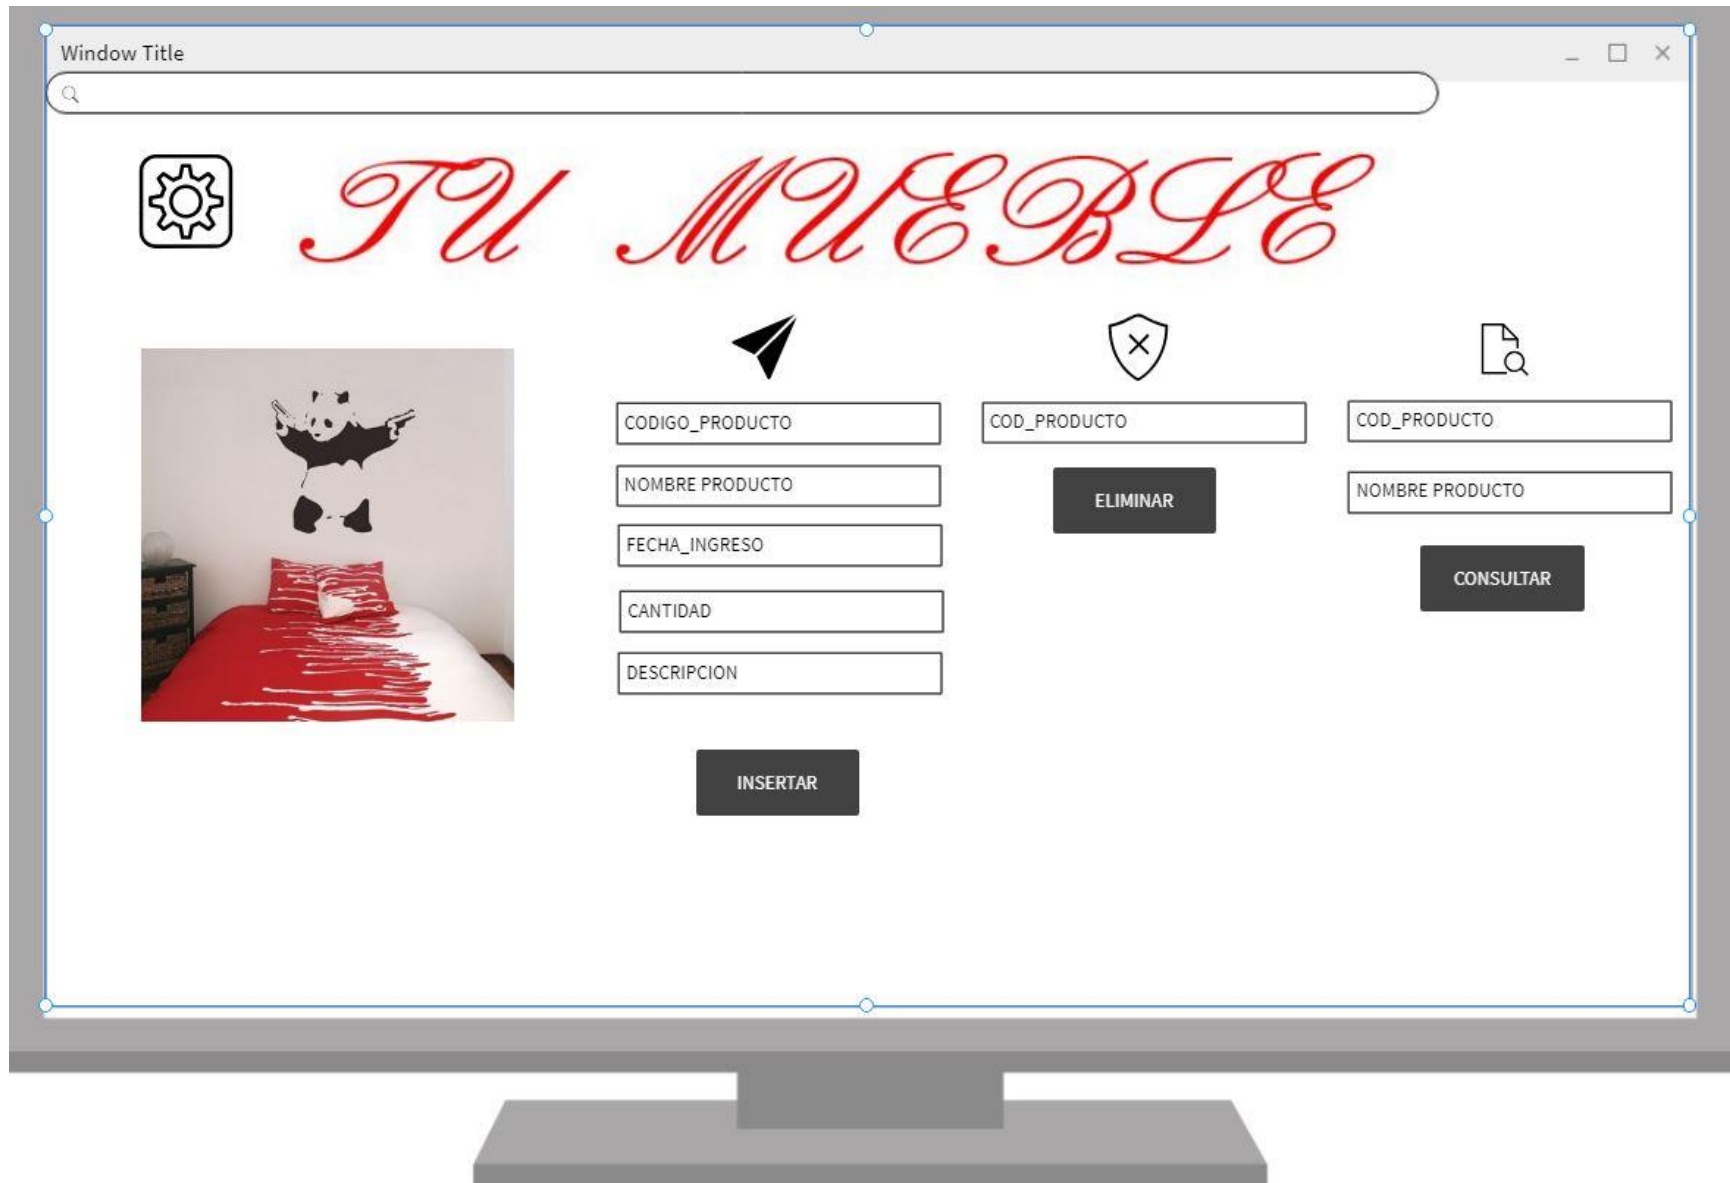 Window Title
TU MUEBLE
CODIGO_PRODUCTO
NOMBRE PRODUCTO
FECHA_INGRESO
CANTIDAD
DESCRIPCION
INSERTAR
COD_PRODUCTO
ELIMINAR
COD_PRODUCTO
NOMBRE PRODUCTO
CONSULTAR